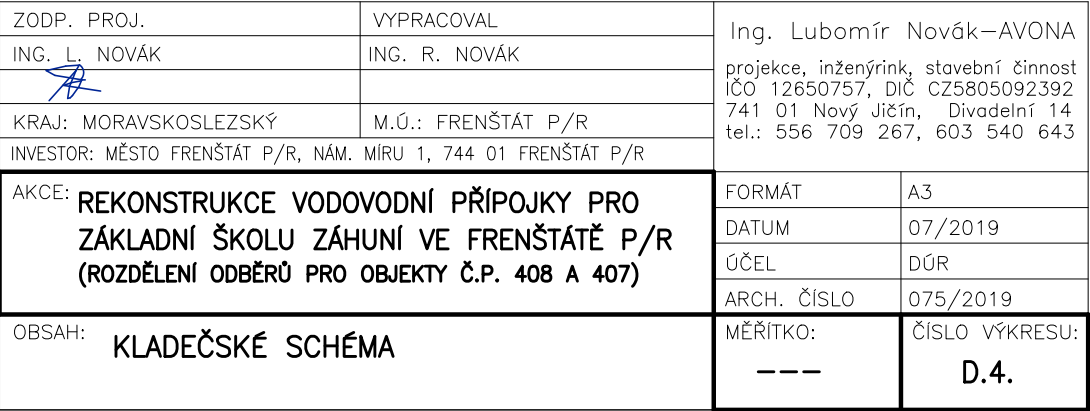 ZODP. PROJ.
VYPRACOVAL
ING. L. NOVÁK
ING. R. NOVÁK
KRAJ: MORAVSKOSLEZSKÝ
M.Ú.: FRENŠTÁT P/R
INVESTOR: MĚSTO FRENŠTÁT P/R, NÁM. MÍRU 1, 744 01 FRENŠTÁT P/R
Ing. Lubomír Novák–AVONA
projekce, inženýrink, stavební činnost
IČO 12650757, DIČ CZ5805092392
741 01 Nový Jičín, Divadelní 14
tel.: 556 709 267, 603 540 643
AKCE: REKONSTRUKCE VODOVODNÍ PŘÍPOJKY PRO
ZÁKLADNÍ ŠKOLU ZÁHUNÍ VE FRENŠTÁTĚ P/R
(ROZDĚLENÍ ODBĚRŮ PRO OBJEKTY Č.P. 408 A 407)
FORMÁT A3
DATUM 07/2019
ÚČEL DÚR
ARCH. ČÍSLO 075/2019
OBSAH: KLADEČSKÉ SCHÉMA
MĚŘÍTKO:
–––
ČÍSLO VÝKRESU:
D.4.